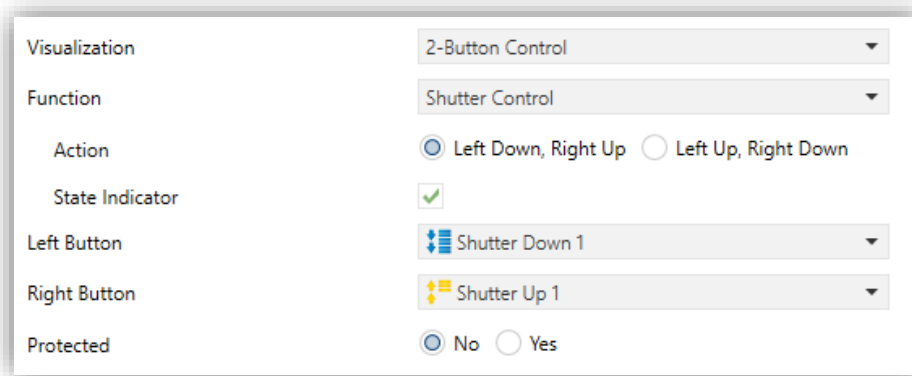 Visualization 2-Button Control
Function Shutter Control
Action Left Down, Right Up Left Up, Right Down
State Indicator
Left Button Shutter Down 1
Right Button Shutter Up 1
Protected No Yes